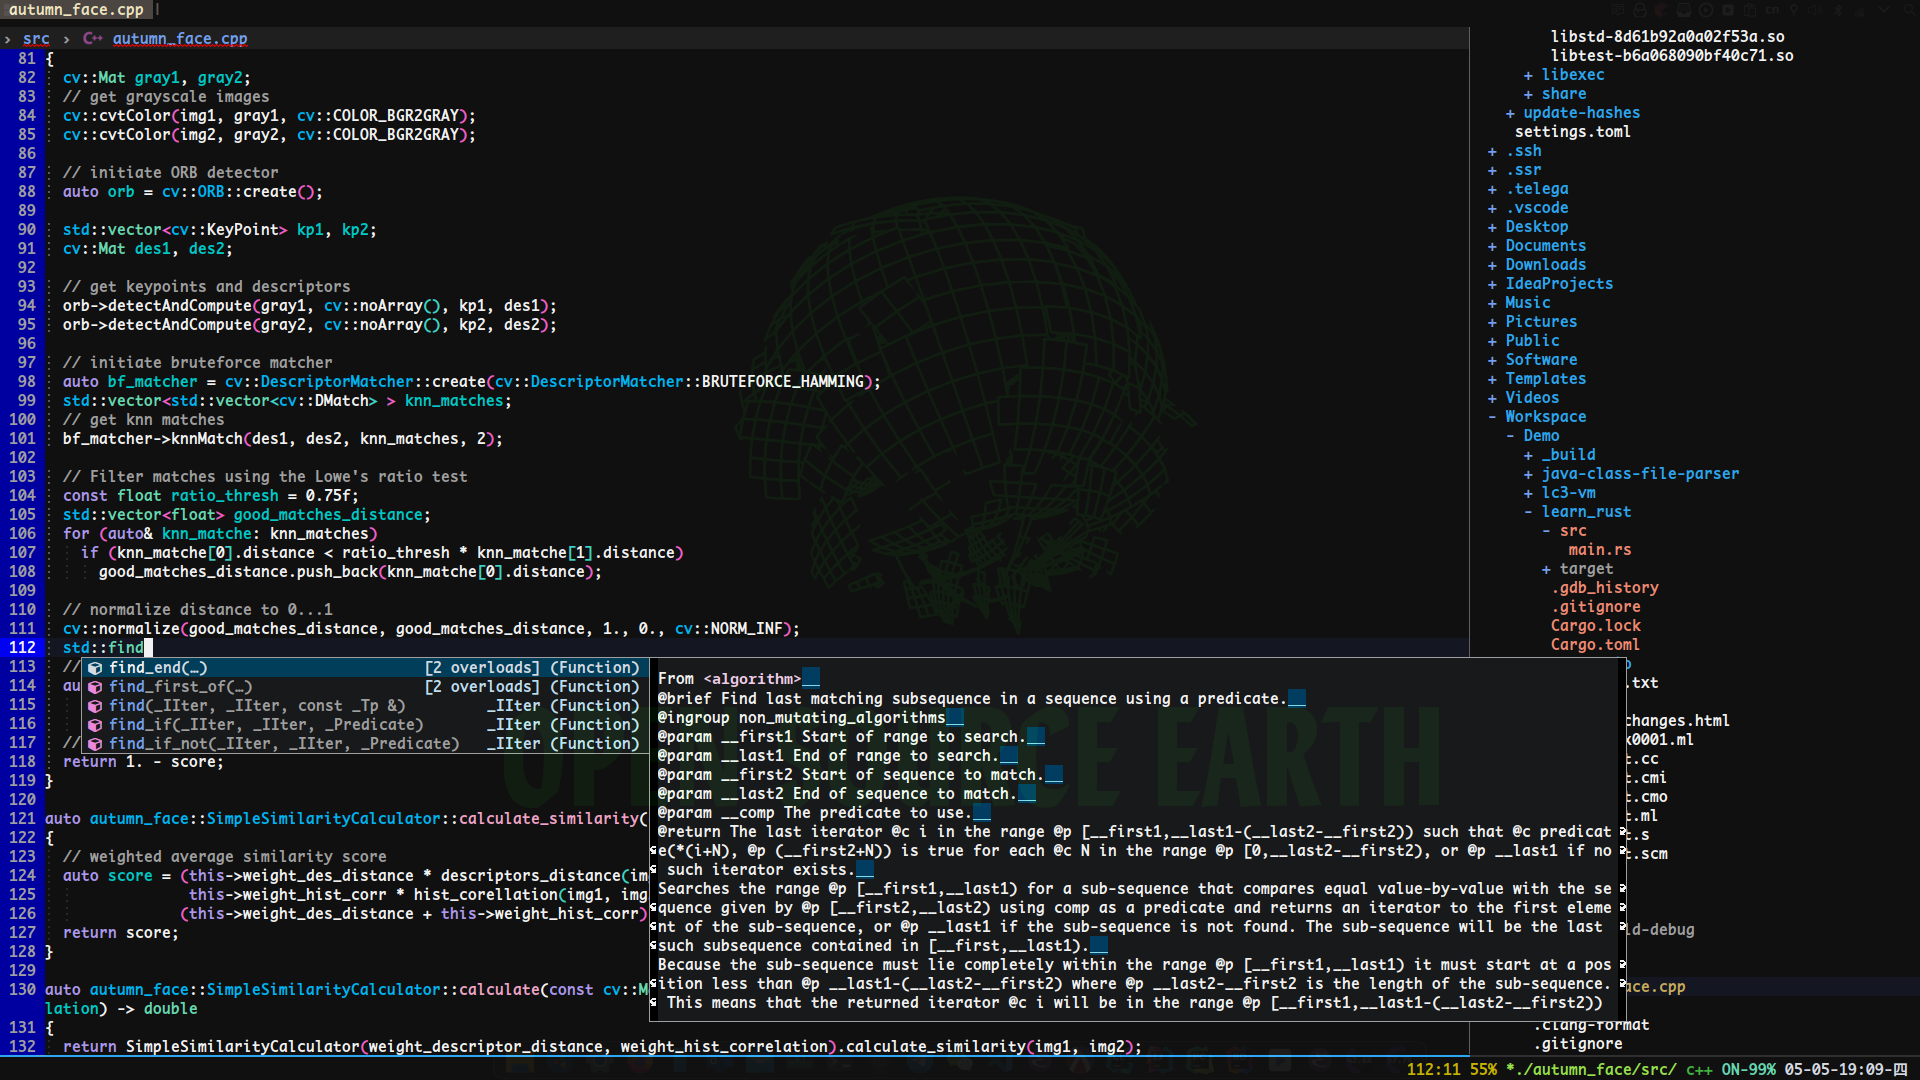 autumn_face.cpp
› src › C++ autumn_face.cpp
81 {
82 cv::Mat gray1, gray2;
83 // get grayscale images
84 cv::cvtColor(img1, gray1, cv::COLOR_BGR2GRAY);
85 cv::cvtColor(img2, gray2, cv::COLOR_BGR2GRAY);
86
87 // initiate ORB detector
88 auto orb = cv::ORB::create();
89
90 std::vector<cv::KeyPoint> kp1, kp2;
91 cv::Mat des1, des2;
92
93 // get keypoints and descriptors
94 orb->detectAndCompute(gray1, cv::noArray(), kp1, des1);
95 orb->detectAndCompute(gray2, cv::noArray(), kp2, des2);
96
97 // initiate bruteforce matcher
98 auto bf_matcher = cv::DescriptorMatcher::create(cv::DescriptorMatcher::BRUTEFORCE_HAMMING);
99 std::vector<std::vector<cv::DMatch> > knn_matches;
100 // get knn matches
101 bf_matcher->knnMatch(des1, des2, knn_matches, 2);
102
103 // Filter matches using the Lowe's ratio test
104 const float ratio_thresh = 0.75f;
105 std::vector<float> good_matches_distance;
106 for (auto& knn_matche: knn_matches)
107 if (knn_matche[0].distance < ratio_thresh * knn_matche[1].distance)
108 good_matches_distance.push_back(knn_matche[0].distance);
109
110 // normalize distance to 0...1
111 cv::normalize(good_matches_distance, good_matches_distance, 1., 0., cv::NORM_INF);
112 std::find
113 //
114 au
115
116
117 //
118 return 1. - score;
119 }
120
121 auto autumn_face::SimpleSimilarityCalculator::calculate_similarity(
122 {
123 // weighted average similarity score
124 auto score = (this->weight_des_distance * descriptors_distance(im
125 this->weight_hist_corr * hist_corellation(img1, img
126 (this->weight_des_distance + this->weight_hist_corr)
127 return score;
128 }
129
130 auto autumn_face::SimpleSimilarityCalculator::calculate(const cv::M
lation) -> double
131 {
132 return SimpleSimilarityCalculator(weight_descriptor_distance, weight_hist_correlation).calculate_similarity(img1, img2);
find_end(…) [2 overloads] (Function)
find_first_of(…) [2 overloads] (Function)
find(_IIter, _IIter, const _Tp &) _IIter (Function)
find_if(_IIter, _IIter, _Predicate) _IIter (Function)
find_if_not(_IIter, _IIter, _Predicate) _IIter (Function)
From <algorithm>
@brief Find last matching subsequence in a sequence using a predicate.
@ingroup non_mutating_algorithms
@param __first1 Start of range to search.
@param __last1 End of range to search.
@param __first2 Start of sequence to match.
@param __last2 End of sequence to match.
@param __comp The predicate to use.
@return The last iterator @c i in the range @p [__first1,__last1-(__last2-__first2)) such that @c predicat
e(*(i+N), @p (__first2+N)) is true for each @c N in the range @p [0,__last2-__first2), or @p __last1 if no
such iterator exists.
Searches the range @p [__first1,__last1) for a sub-sequence that compares equal value-by-value with the se
quence given by @p [__first2,__last2) using comp as a predicate and returns an iterator to the first eleme
nt of the sub-sequence, or @p __last1 if the sub-sequence is not found. The sub-sequence will be the last
such subsequence contained in [__first,__last1).
Because the sub-sequence must lie completely within the range @p [__first1,__last1) it must start at a pos
ition less than @p __last1-(__last2-__first2) where @p __last2-__first2 is the length of the sub-sequence.
This means that the returned iterator @c i will be in the range @p [__first1,__last1-(__last2-__first2))
OPEN SOURCE EARTH
libstd-8d61b92a0a02f53a.so
libtest-b6a068090bf40c71.so
+ libexec
+ share
+ update-hashes
settings.toml
+ .ssh
+ .ssr
+ .telega
+ .vscode
+ Desktop
+ Documents
+ Downloads
+ IdeaProjects
+ Music
+ Pictures
+ Public
+ Software
+ Templates
+ Videos
- Workspace
- Demo
+ _build
+ java-class-file-parser
+ lc3-vm
- learn_rust
- src
main.rs
+ target
.gdb_history
.gitignore
Cargo.lock
Cargo.toml
.txt
changes.html
x0001.ml
t.cc
t.cmi
t.cmo
t.ml
t.s
t.scm
ld-debug
ace.cpp
.clang-format
.gitignore
112:11 55% *./autumn_face/src/ c++ ON-99% 05-05-19:09-四